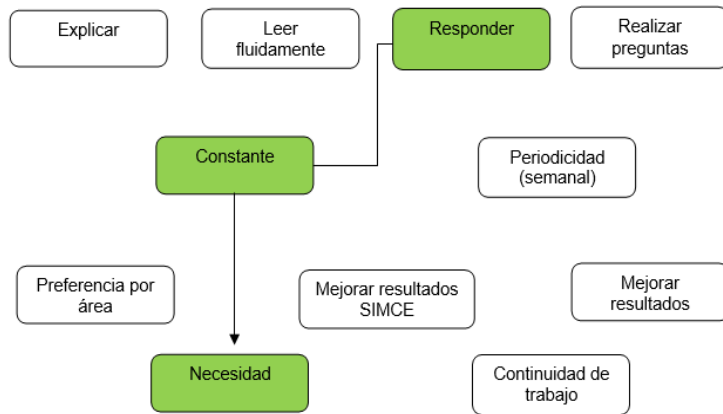 Explicar
Leer
fluidamente
Responder
Realizar
preguntas
Constante
Periodicidad
(semanal)
Preferencia por
área
Mejorar resultados
SIMCE
Mejorar
resultados
Necesidad
Continuidad de
trabajo